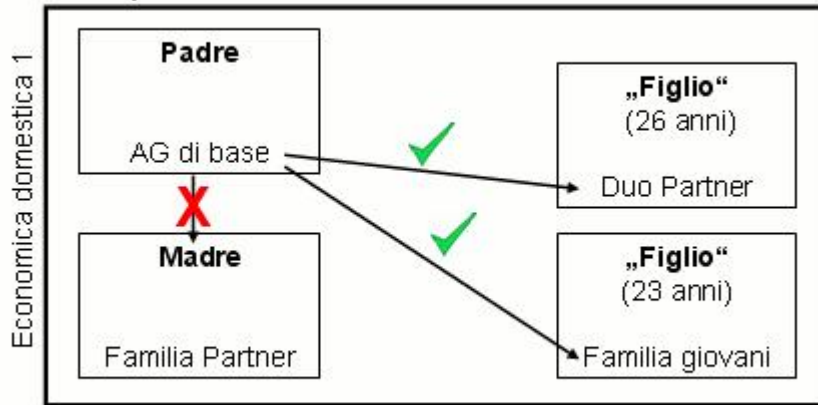 Economica domestica 1
Padre
AG di base
Madre
Familia Partner
„Figlio“
(26 anni)
Duo Partner
„Figlio“
(23 anni)
Familia giovani